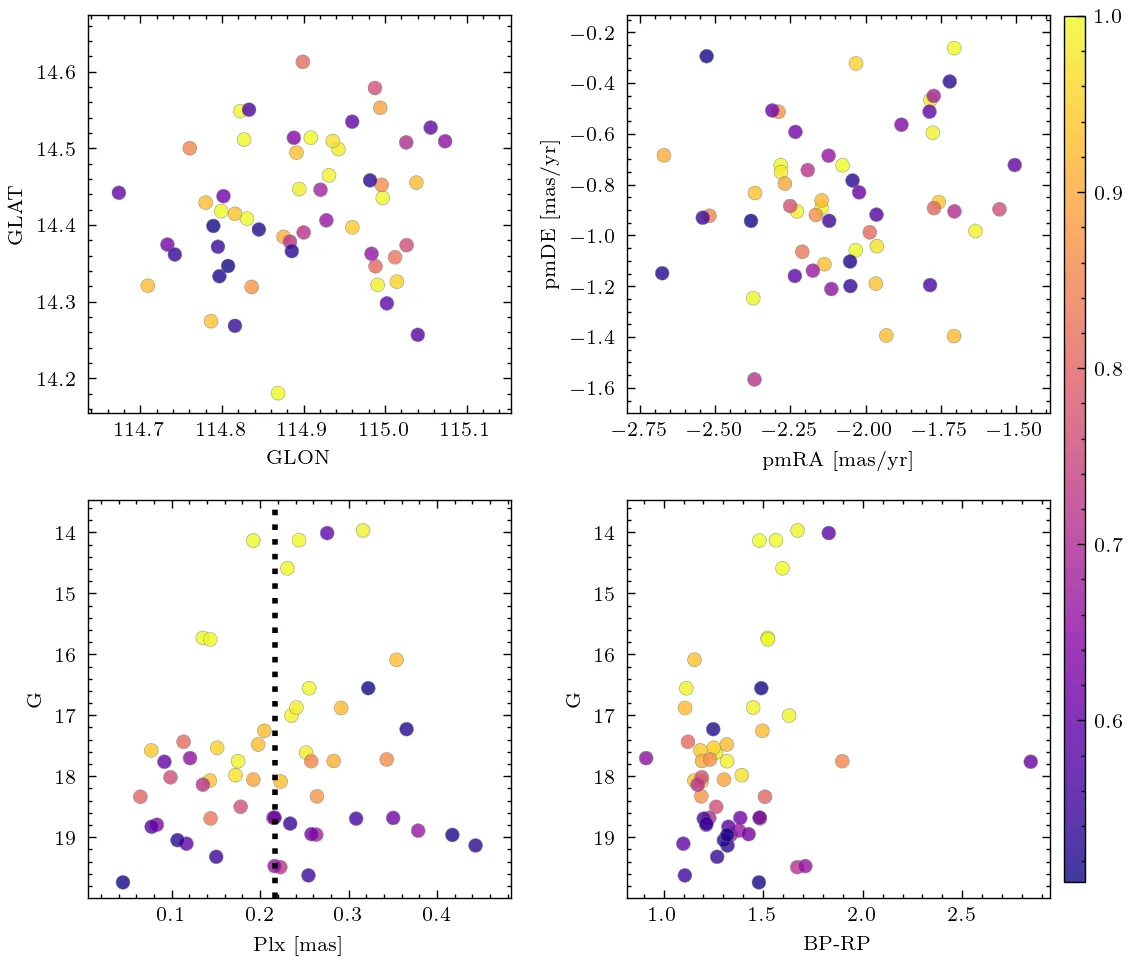 14.6
14.5
14.4
14.3
14.2
GLAT
114.7 114.8 114.9 115.0 115.1
GLON
−0.2
−0.4
−0.6
−0.8
−1.0
−1.2
−1.4
−1.6
pmDE [mas/yr]
−2.75 −2.50 −2.25 −2.00 −1.75 −1.50
pmRA [mas/yr]
14
15
16
17
18
19
G
0.1 0.2 0.3 0.4
Plx [mas]
14
15
16
17
18
19
G
1.0 1.5 2.0 2.5
BP-RP
1.0
0.9
0.8
0.7
0.6